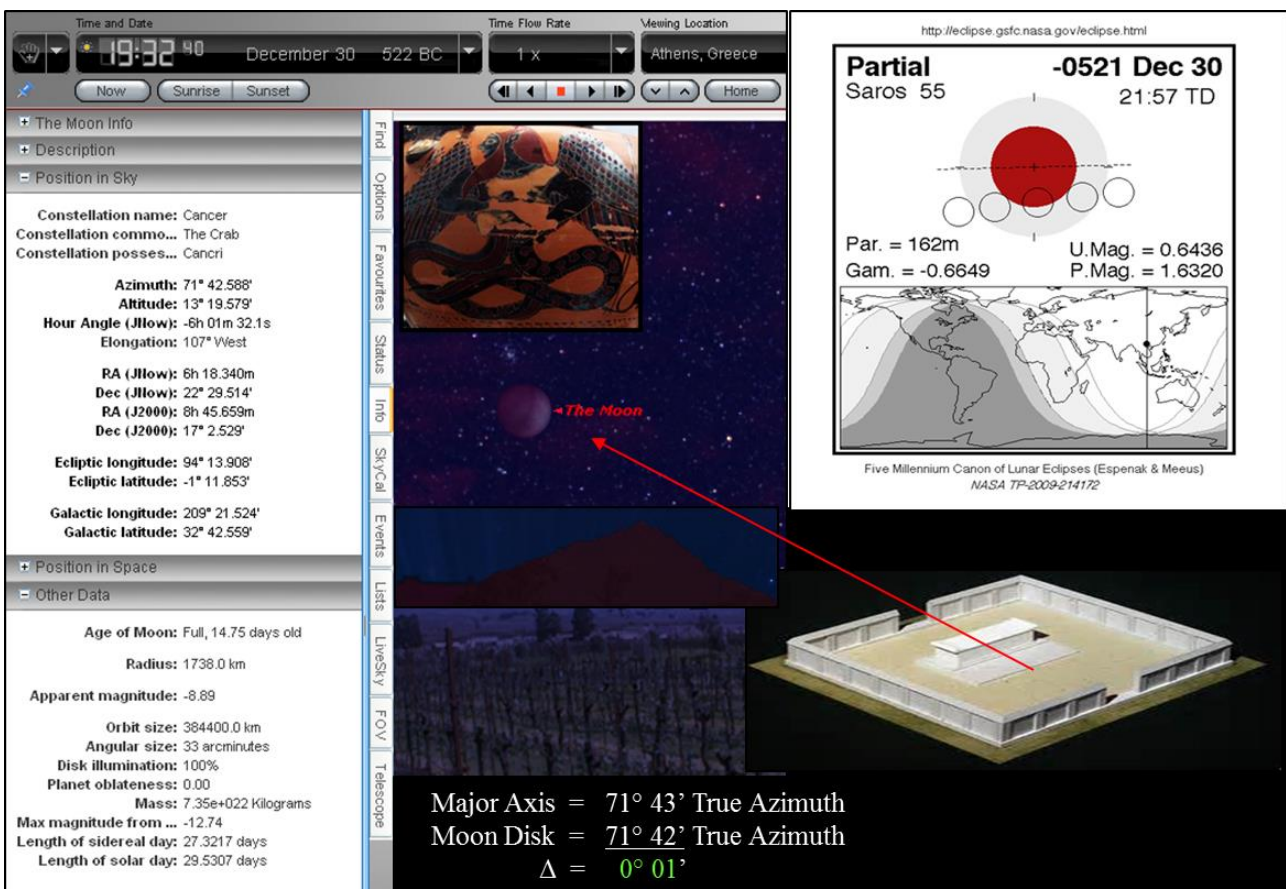 Time and Date
Time Flow Rate
Viewing Location
19:32 40
December 30
522 BC
1 x
Athens, Greece
Now
Sunrise
Sunset
Home
The Moon Info
Description
Position in Sky
Constellation name: Cancer
Constellation commo... The Crab
Constellation posses... Cancri
Azimuth: 71° 42.588'
Altitude: 13° 19.579'
Hour Angle (JNow): -6h 01m 32.1s
Elongation: 107° West
RA (JNow): 6h 18.340m
Dec (JNow): 22° 29.514'
RA (J2000): 8h 45.659m
Dec (J2000): 17° 2.529'
Ecliptic longitude: 94° 13.908'
Ecliptic latitude: -1° 11.853'
Galactic longitude: 209° 21.524'
Galactic latitude: 32° 42.559'
Position in Space
Other Data
Age of Moon: Full, 14.75 days old
Radius: 1738.0 km
Apparent magnitude: -8.89
Orbit size: 384400.0 km
Angular size: 33 arcminutes
Disk illumination: 100%
Planet oblateness: 0.00
Mass: 7.35e+022 Kilograms
Max magnitude from ... -12.74
Length of sidereal day: 27.3217 days
Length of solar day: 29.5307 days
Find
Options
Favourites
Status
Info
SkyCal
Events
Lists
LiveSky
FOV
Telescope
The Moon
http://eclipse.gsfc.nasa.gov/eclipse.html
Partial
-0521 Dec 30
Saros 55
21:57 TD
Par. = 162m
U.Mag. = 0.6436
Gam. = -0.6649
P.Mag. = 1.6320
Five Millennium Canon of Lunar Eclipses (Espenak & Meeus)
NASA TP-2009-214172
Major Axis = 71° 43’ True Azimuth
Moon Disk = 71° 42’ True Azimuth
Δ = 0° 01’